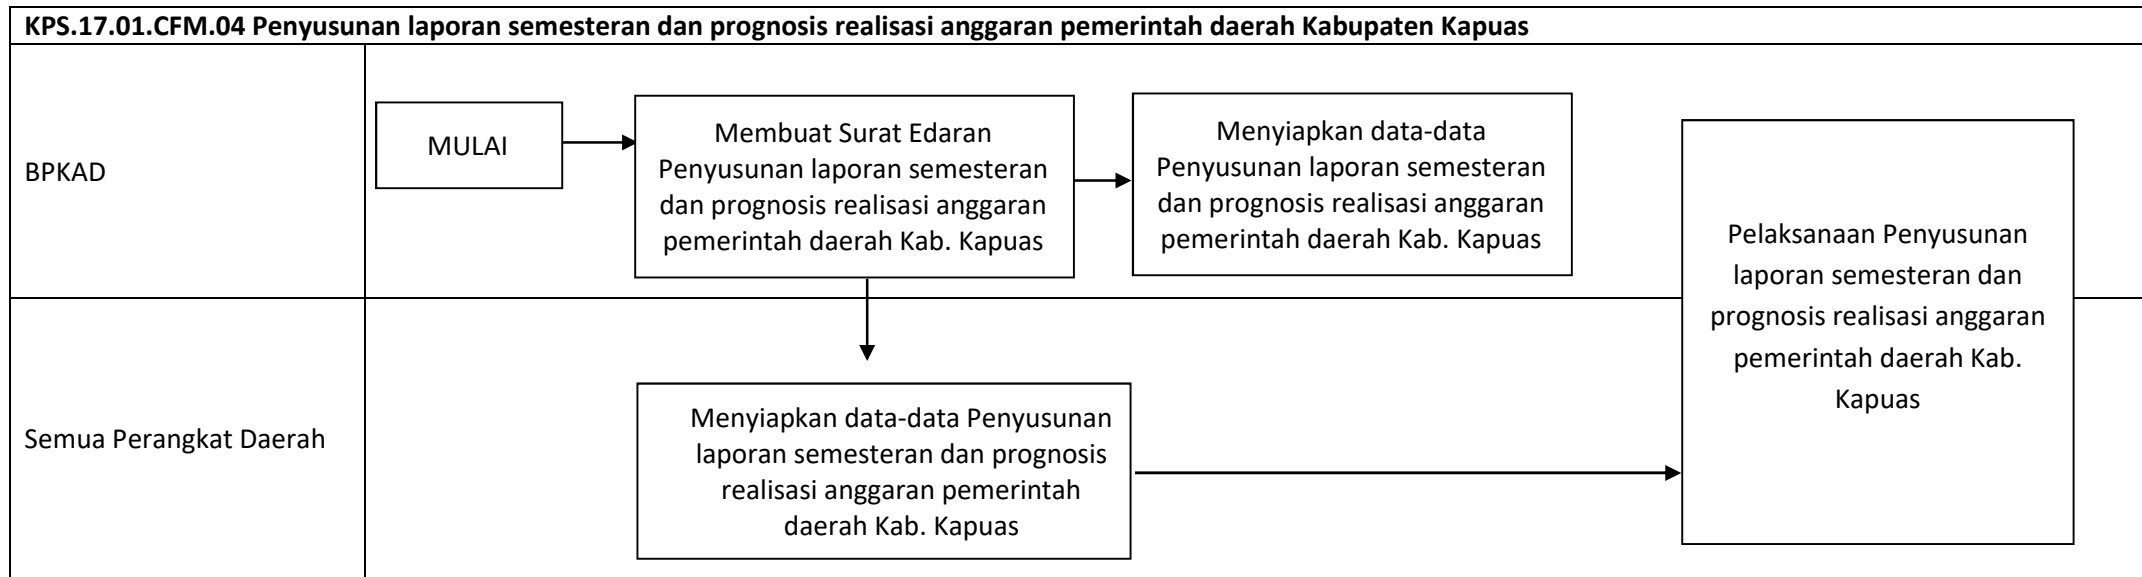 KPS.17.01.CFM.04 Penyusunan laporan semesteran dan prognosis realisasi anggaran pemerintah daerah Kabupaten Kapuas
BPKAD
MULAI
Membuat Surat Edaran
Penyusunan laporan semesteran
dan prognosis realisasi anggaran
pemerintah daerah Kab. Kapuas
Menyiapkan data-data
Penyusunan laporan semesteran
dan prognosis realisasi anggaran
pemerintah daerah Kab. Kapuas
Pelaksanaan Penyusunan
laporan semesteran dan
prognosis realisasi anggaran
pemerintah daerah Kab.
Kapuas
Semua Perangkat Daerah
Menyiapkan data-data Penyusunan
laporan semesteran dan prognosis
realisasi anggaran pemerintah
daerah Kab. Kapuas